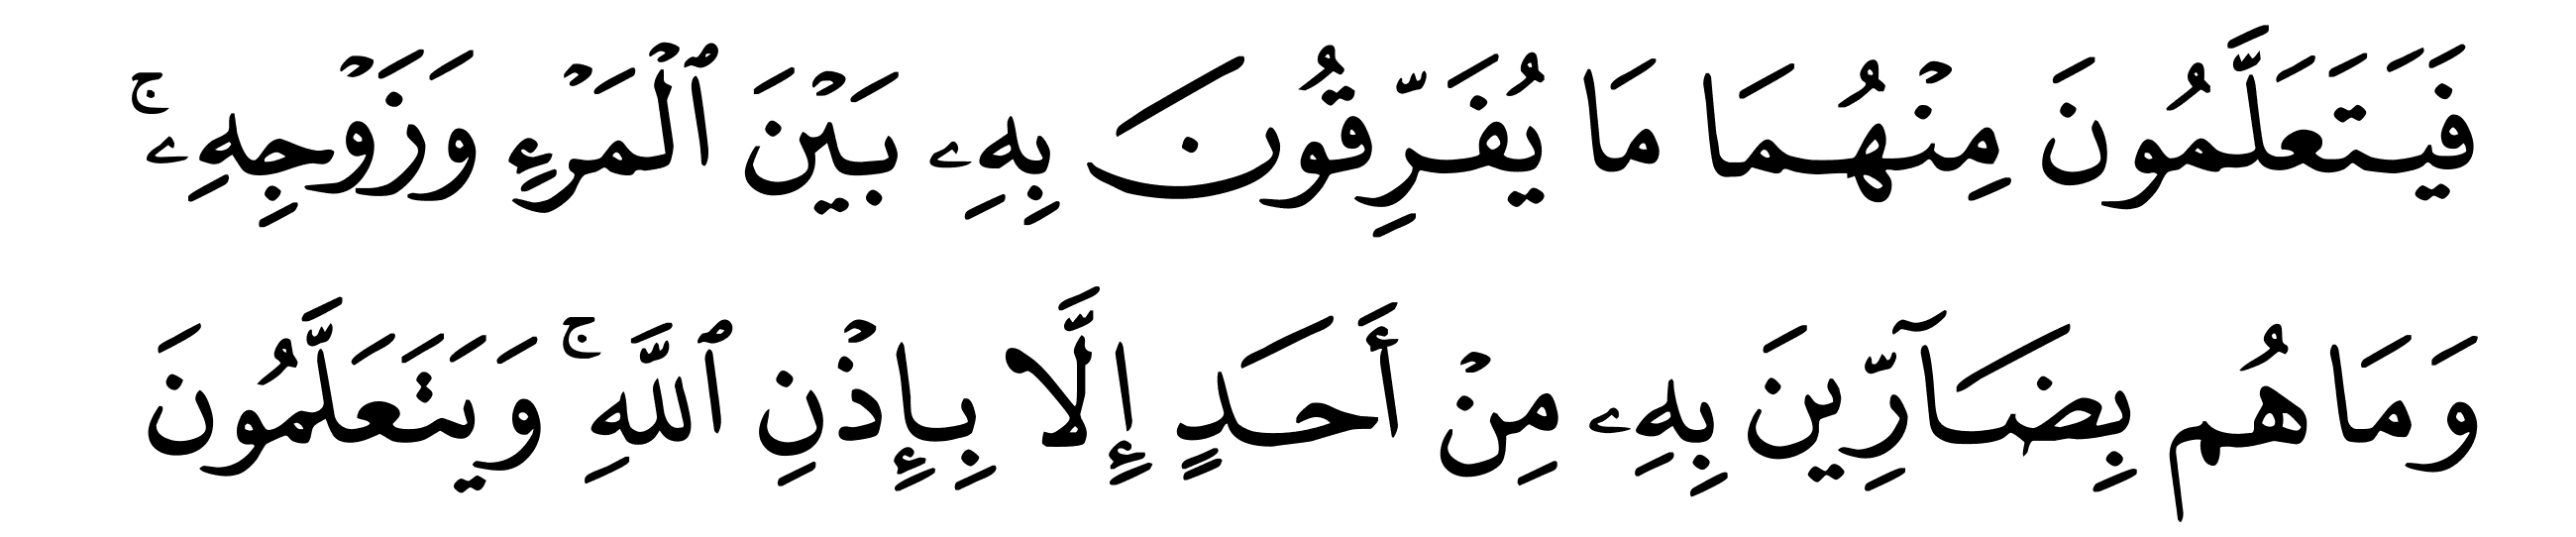 فَيَتَعَلَّمُونَ مِنۡهُمَا مَا يُفَرِّقُونَ بِهِۦ بَيۡنَ ٱلۡمَرۡءِ وَزَوۡجِهِۦۚ
وَمَا هُم بِضَآرِّينَ بِهِۦ مِنۡ أَحَدٍ إِلَّا بِإِذۡنِ ٱللَّهِۚ وَيَتَعَلَّمُونَ